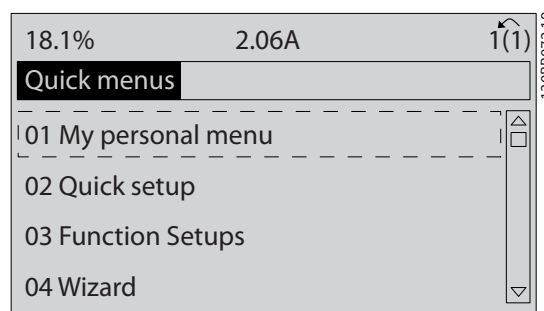 18.1% 2.06A 1(1)
Quick menus
01 My personal menu
02 Quick setup
03 Function Setups
04 Wizard